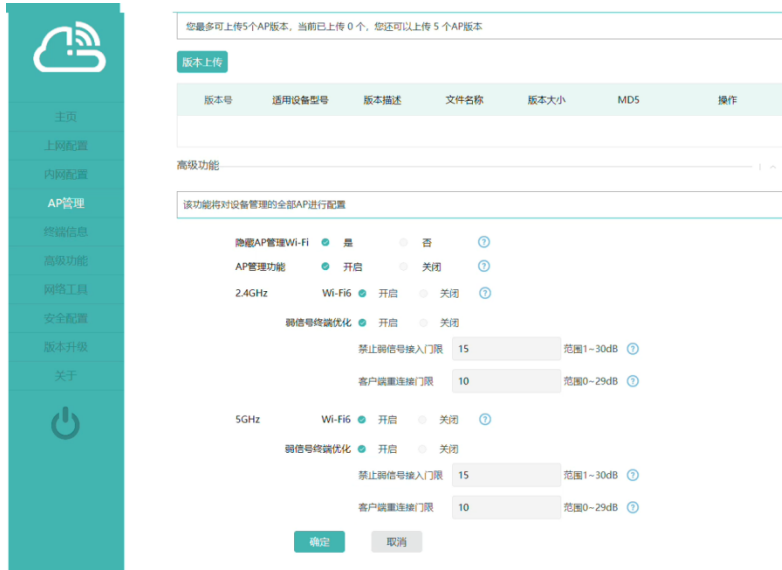 您最多可上传5个AP版本，当前已上传 0 个，您还可以上传 5 个AP版本
版本上传
版本号 适用设备型号 版本描述 文件名称 版本大小 MD5 操作
主页
上网配置
内网配置
AP管理
终端信息
高级功能
网络工具
安全配置
版本升级
关于
高级功能
该功能将对设备管理的全部AP进行配置
隐藏AP管理Wi-Fi 是 否
AP管理功能 开启 关闭
2.4GHz Wi-Fi6 开启 关闭
弱信号终端优化 开启 关闭
禁止弱信号接入门限 15 范围1~30dB
客户端重连接门限 10 范围0~29dB
5GHz Wi-Fi6 开启 关闭
弱信号终端优化 开启 关闭
禁止弱信号接入门限 15 范围1~30dB
客户端重连接门限 10 范围0~29dB
确定 取消